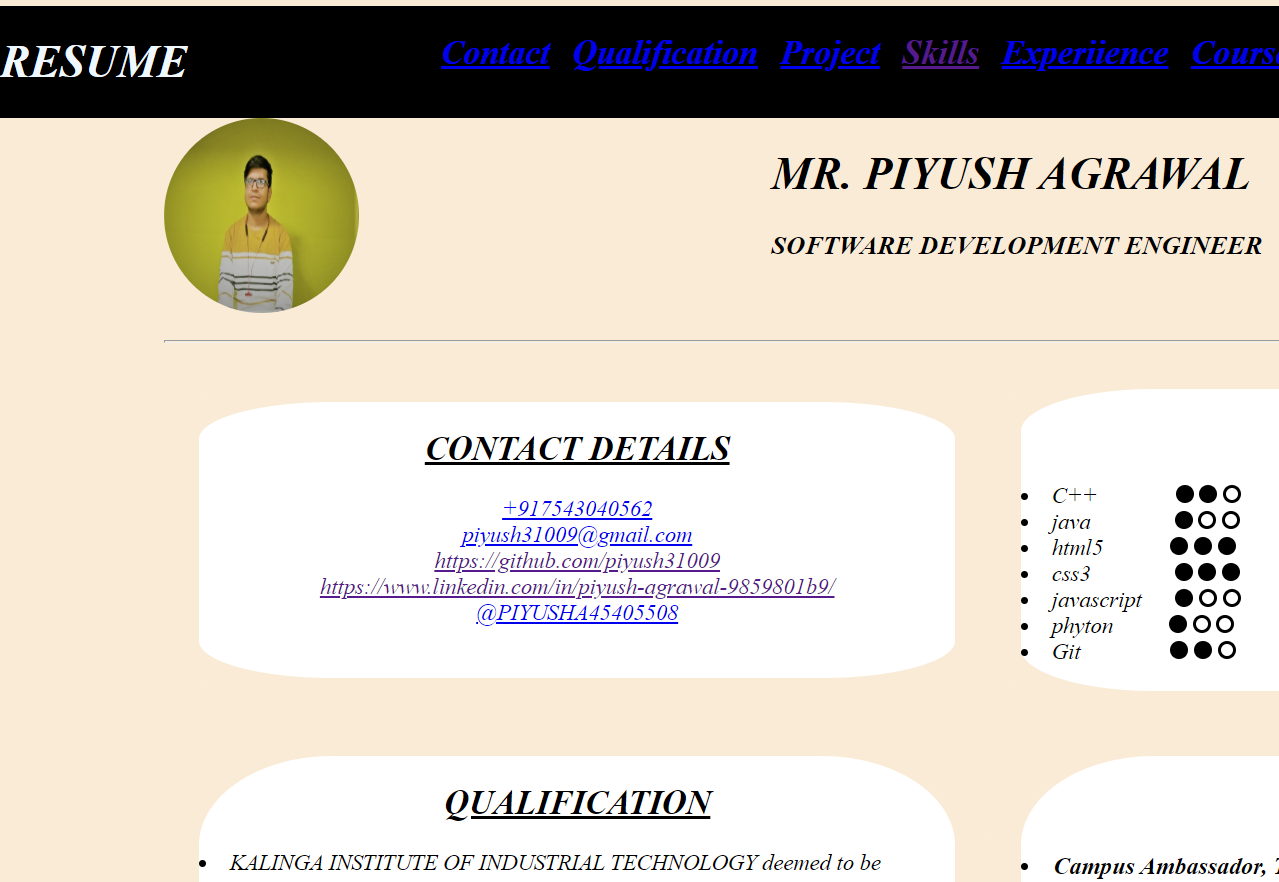 RESUME
Contact Qualification Project Skills Experiience
MR. PIYUSH AGRAWAL
SOFTWARE DEVELOPMENT ENGINEER
CONTACT DETAILS
+917543040562
piyush31009@gmail.com
https://github.com/piyush31009
https://www.linkedin.com/in/piyush-agrawal-9859801b9/
@PIYUSHA45405508
C++
java
html5
css3
javascript
phyton
Git
QUALIFICATION
KALINGA INSTITUTE OF INDUSTRIAL TECHNOLOGY deemed to be
Campus Ambassador,